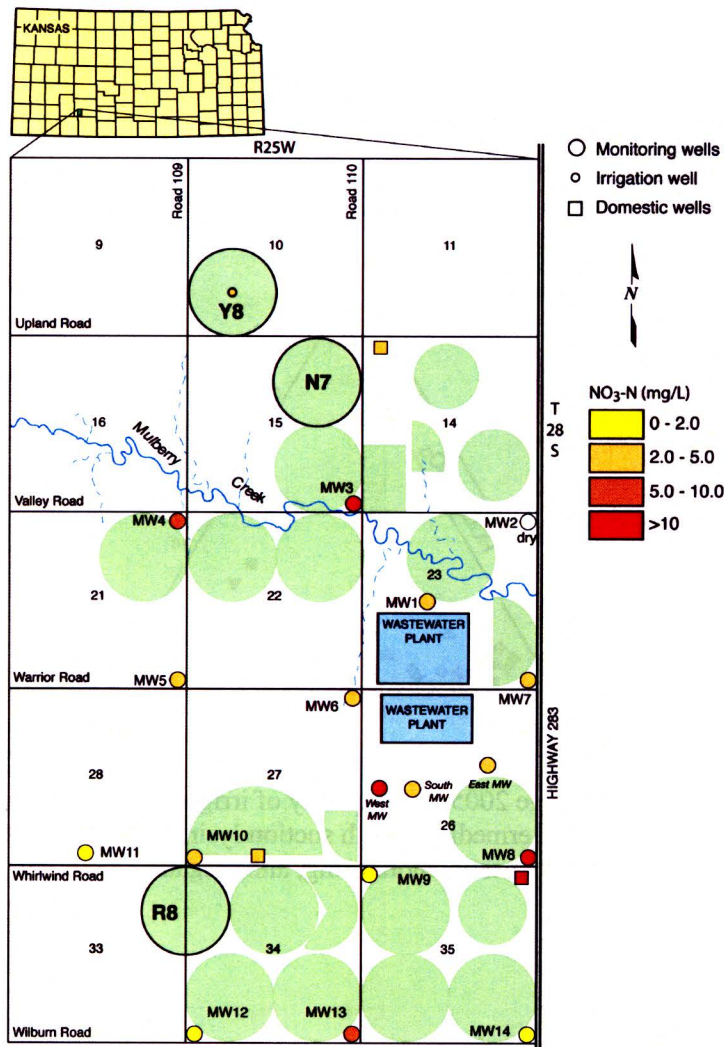 KANSAS
R25W
Road 109
Road 110
Monitoring wells
Irrigation well
Domestic wells
N
9
10
11
Y8
Upland Road
N7
16
15
14
T
28
S
Mulberry
Creek
NO3-N (mg/L)
0 - 2.0
2.0 - 5.0
5.0 - 10.0
>10
Valley Road
MW3
MW4
MW2
dry
21
22
23
MW1
WASTEWATER
PLANT
Warrior Road
MW5
MW6
MW7
WASTEWATER
PLANT
HIGHWAY 283
28
27
West
MW
South
MW
East MW
26
MW10
MW11
MW8
Whirlwind Road
MW9
R8
33
34
35
MW12
MW13
MW14
Wilburn Road